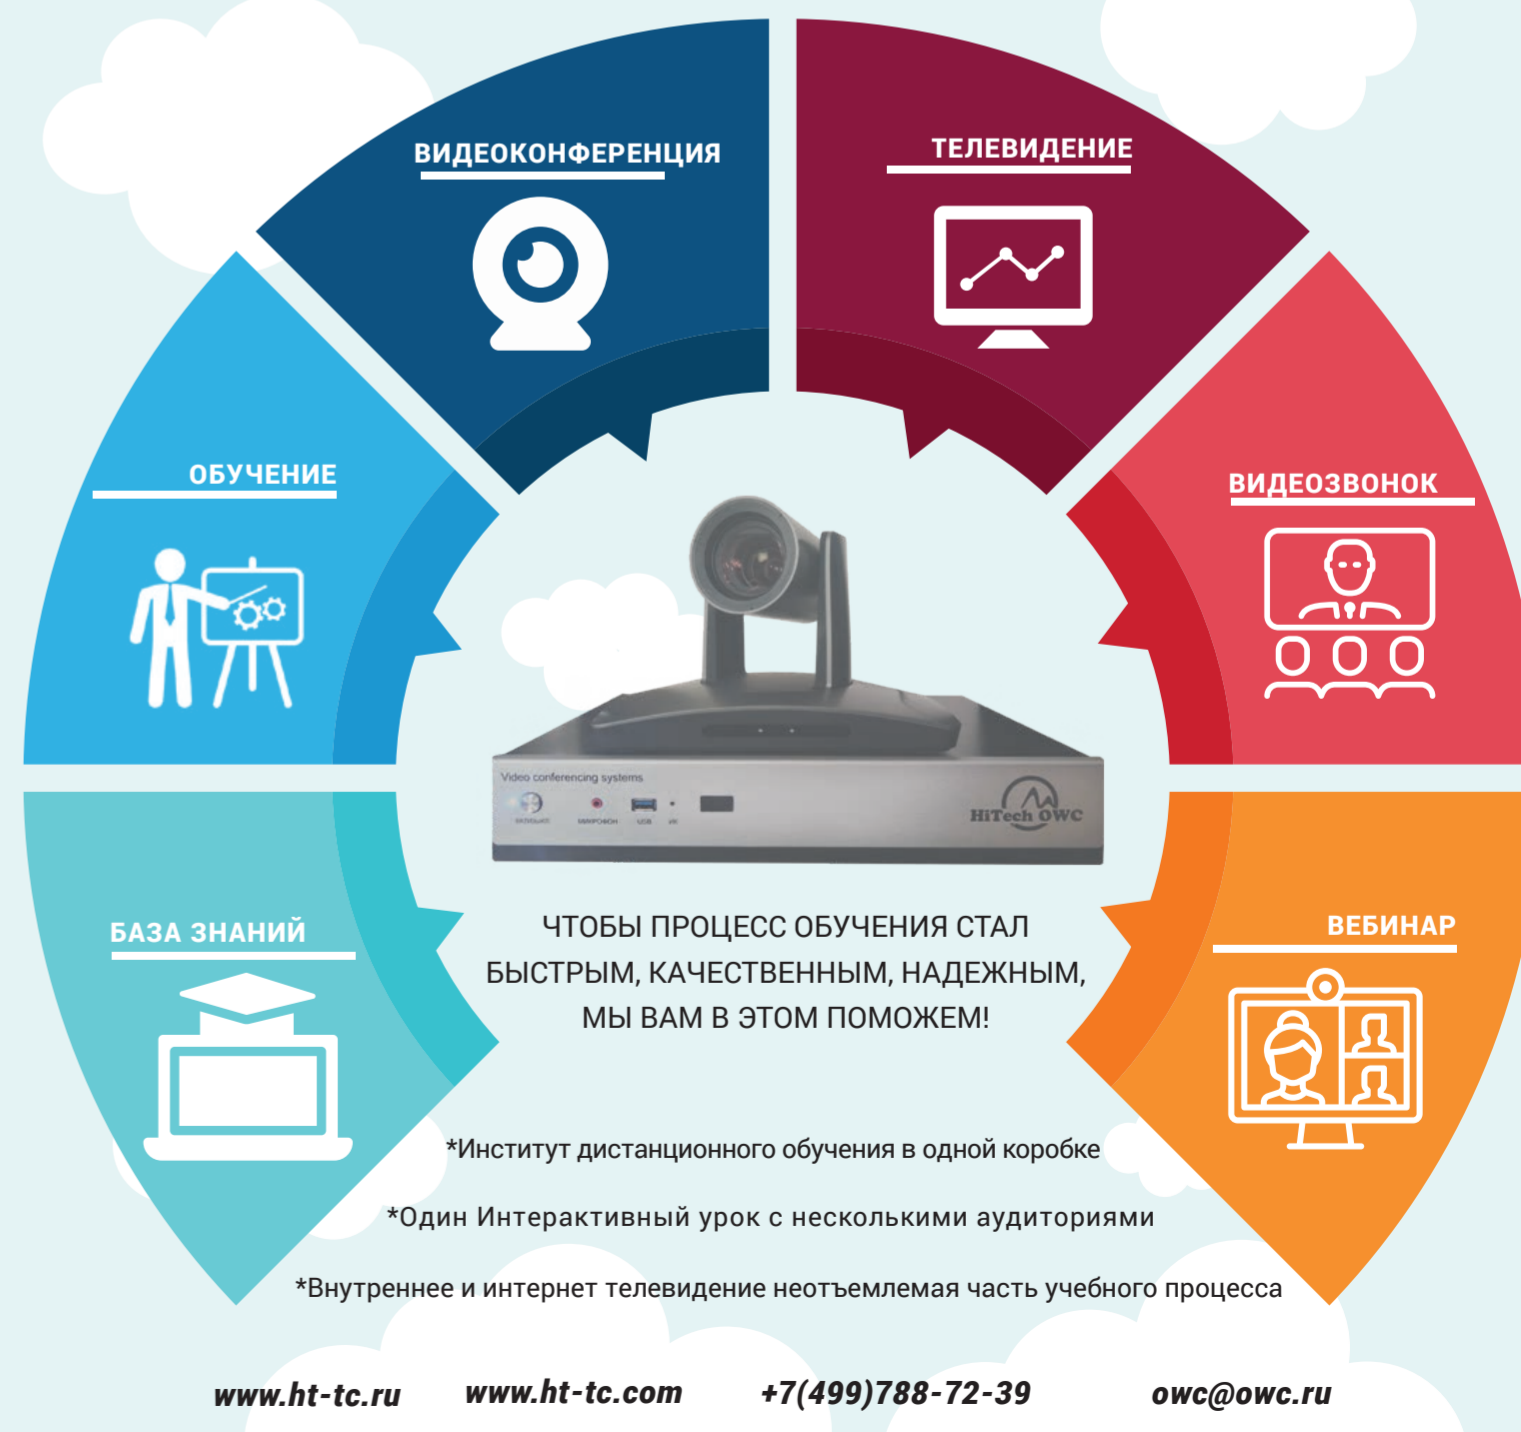 ВИДЕОКОНФЕРЕНЦИЯ
ТЕЛЕВИДЕНИЕ
ОБУЧЕНИЕ
ВИДЕОЗВОНОК
Video conferencing systems
МИКРОФОН USB
HiTech OWC
БАЗА ЗНАНИЙ
ВЕБИНАР
ЧТОБЫ ПРОЦЕСС ОБУЧЕНИЯ СТАЛ
БЫСТРЫМ, КАЧЕСТВЕННЫМ, НАДЕЖНЫМ,
МЫ ВАМ В ЭТОМ ПОМОЖЕМ!
*Институт дистанционного обучения в одной коробке
*Один Интерактивный урок с несколькими аудиториями
*Внутреннее и интернет телевидение неотъемлемая часть учебного процесса
www.ht-tc.ru www.ht-tc.com +7(499)788-72-39 owc@owc.ru